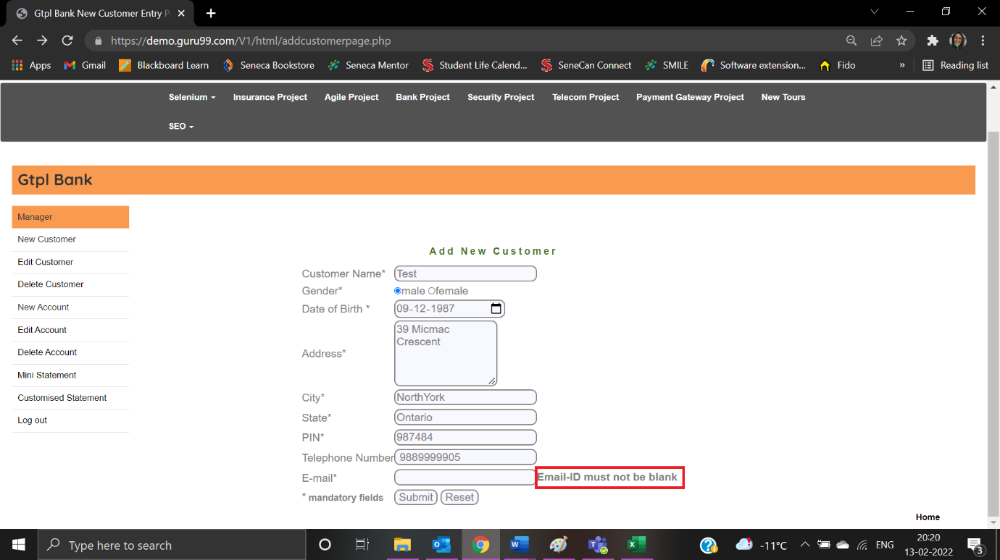 Gtpl Bank New Customer Entry P
https://demo.guru99.com/V1/html/addcustomerpage.php
Apps Gmail Blackboard Learn Seneca Bookstore Seneca Mentor Student Life Calend... SeneCan Connect SMILE Software extension... Fido » Reading list
Selenium Insurance Project Agile Project Bank Project Security Project Telecom Project Payment Gateway Project New Tours
SEO
Gtpl Bank
Manager
New Customer
Edit Customer
Delete Customer
New Account
Edit Account
Delete Account
Mini Statement
Customised Statement
Log out
Add New Customer
Customer Name* Test
Gender* male female
Date of Birth * 09-12-1987
Address* 39 Micmac
Crescent
City* NorthYork
State* Ontario
PIN* 987484
Telephone Number 9889999905
E-mail* Email-ID must not be blank
* mandatory fields Submit Reset
Home
Type here to search
-11°C ENG
20:20
13-02-2022
3